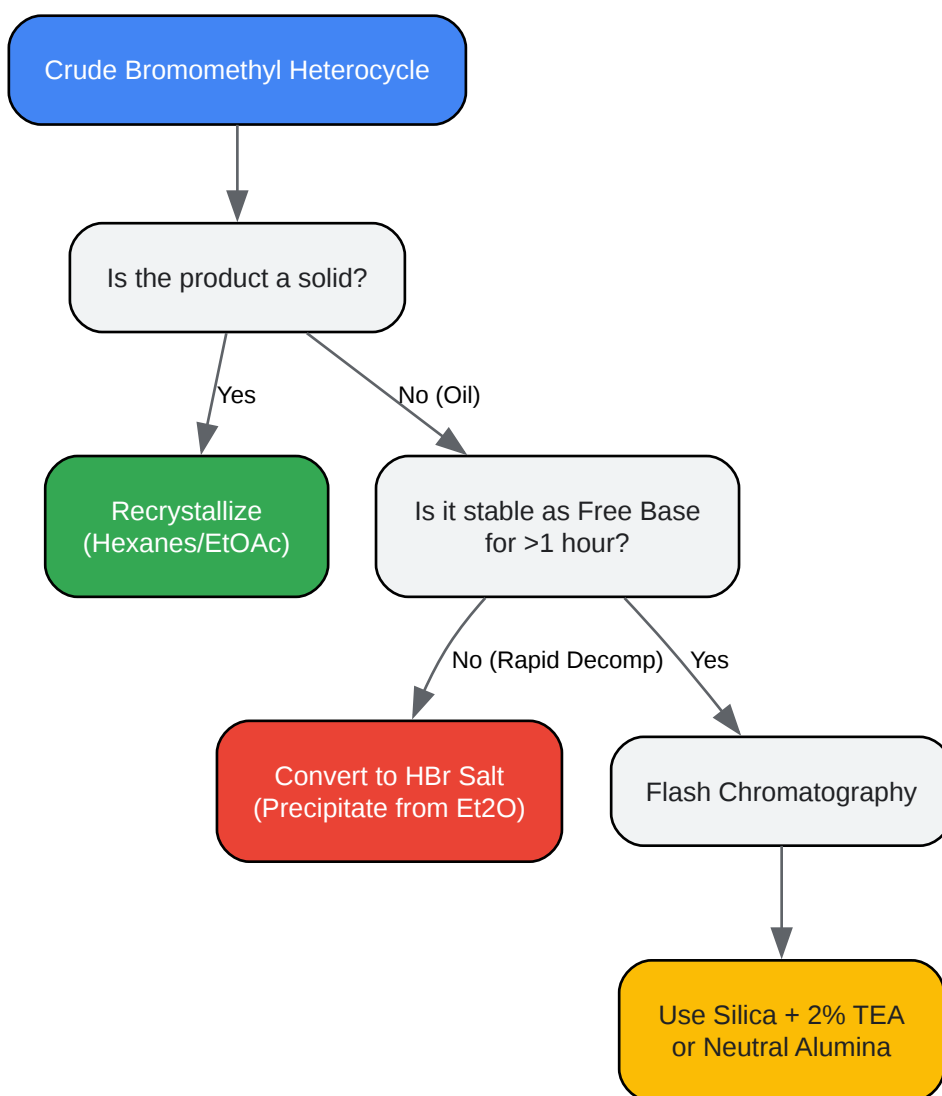 Crude Bromomethyl Heterocycle
Is the product a solid?
Yes
No (Oil)
Recrystallize
(Hexanes/EtOAc)
Is it stable as Free Base
for >1 hour?
No (Rapid Decomp)
Yes
Convert to HBr Salt
(Precipitate from Et2O)
Flash Chromatography
Use Silica + 2% TEA
or Neutral Alumina